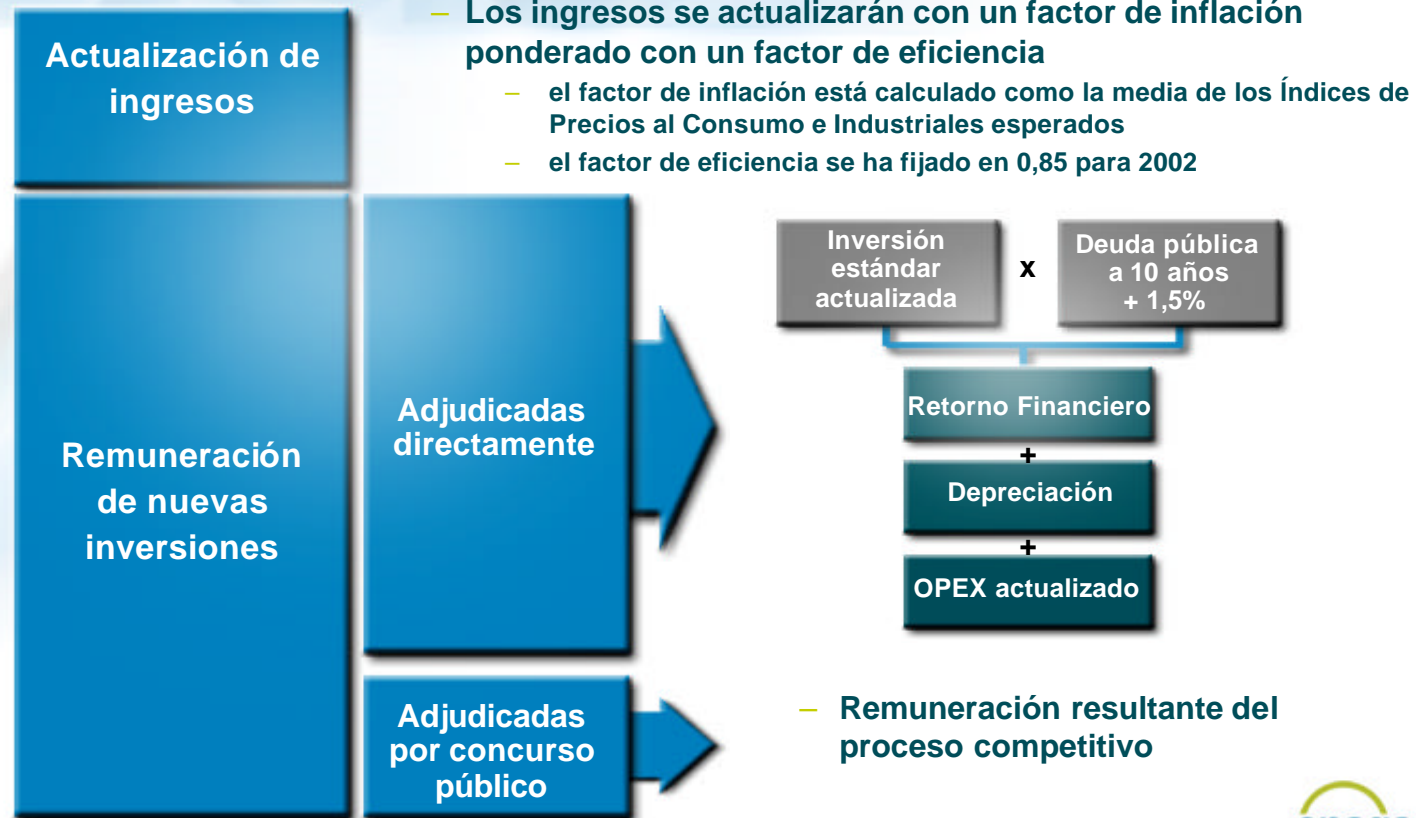 Actualización de
ingresos
– Los ingresos se actualizarán con un factor de inflación
ponderado con un factor de eficiencia
– el factor de inflación está calculado como la media de los Índices de
Precios al Consumo e Industriales esperados
– el factor de eficiencia se ha fijado en 0,85 para 2002
Remuneración
de nuevas
inversiones
Adjudicadas
directamente
Inversión
estándar
actualizada
x
Deuda pública
a 10 años
+ 1,5%
Retorno Financiero
+
Depreciación
+
OPEX actualizado
Adjudicadas
por concurso
público
– Remuneración resultante del
proceso competitivo